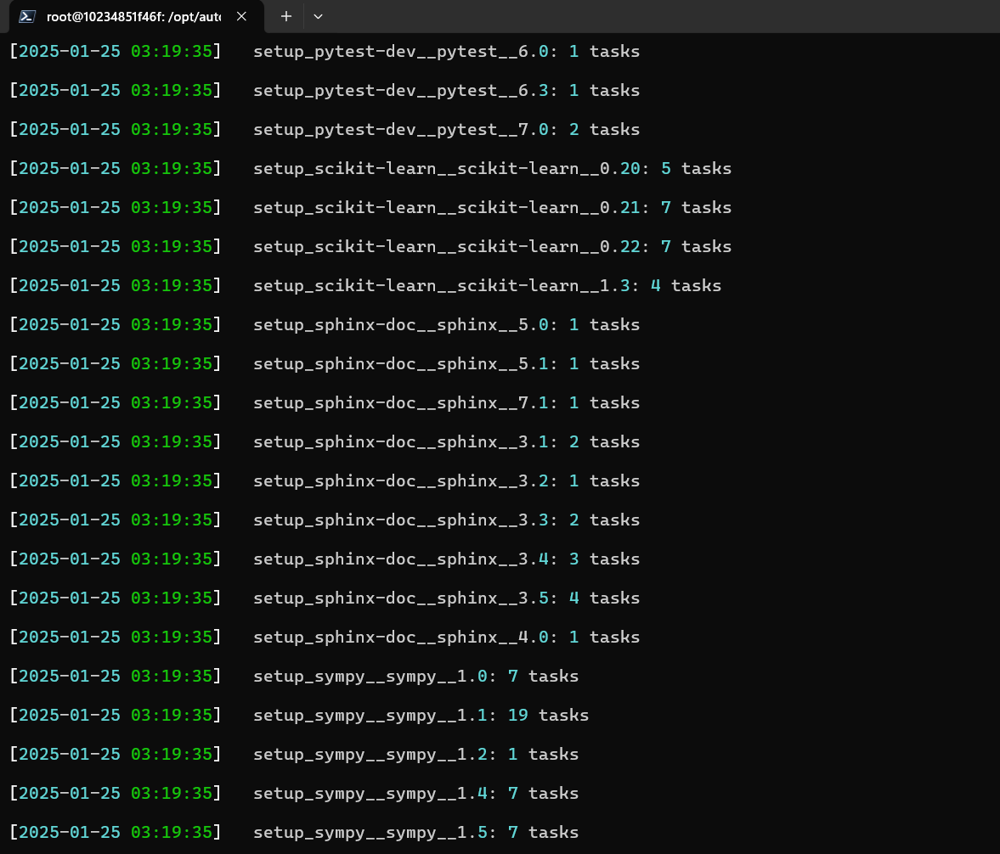 root@10234851f46f: /opt/aut
[2025-01-25 03:19:35] setup_pytest-dev__pytest__6.0: 1 tasks
[2025-01-25 03:19:35] setup_pytest-dev__pytest__6.3: 1 tasks
[2025-01-25 03:19:35] setup_pytest-dev__pytest__7.0: 2 tasks
[2025-01-25 03:19:35] setup_scikit-learn__scikit-learn__0.20: 5 tasks
[2025-01-25 03:19:35] setup_scikit-learn__scikit-learn__0.21: 7 tasks
[2025-01-25 03:19:35] setup_scikit-learn__scikit-learn__0.22: 7 tasks
[2025-01-25 03:19:35] setup_scikit-learn__scikit-learn__1.3: 4 tasks
[2025-01-25 03:19:35] setup_sphinx-doc__sphinx__5.0: 1 tasks
[2025-01-25 03:19:35] setup_sphinx-doc__sphinx__5.1: 1 tasks
[2025-01-25 03:19:35] setup_sphinx-doc__sphinx__7.1: 1 tasks
[2025-01-25 03:19:35] setup_sphinx-doc__sphinx__3.1: 2 tasks
[2025-01-25 03:19:35] setup_sphinx-doc__sphinx__3.2: 1 tasks
[2025-01-25 03:19:35] setup_sphinx-doc__sphinx__3.3: 2 tasks
[2025-01-25 03:19:35] setup_sphinx-doc__sphinx__3.4: 3 tasks
[2025-01-25 03:19:35] setup_sphinx-doc__sphinx__3.5: 4 tasks
[2025-01-25 03:19:35] setup_sphinx-doc__sphinx__4.0: 1 tasks
[2025-01-25 03:19:35] setup_sympy__sympy__1.0: 7 tasks
[2025-01-25 03:19:35] setup_sympy__sympy__1.1: 19 tasks
[2025-01-25 03:19:35] setup_sympy__sympy__1.2: 1 tasks
[2025-01-25 03:19:35] setup_sympy__sympy__1.4: 7 tasks
[2025-01-25 03:19:35] setup_sympy__sympy__1.5: 7 tasks